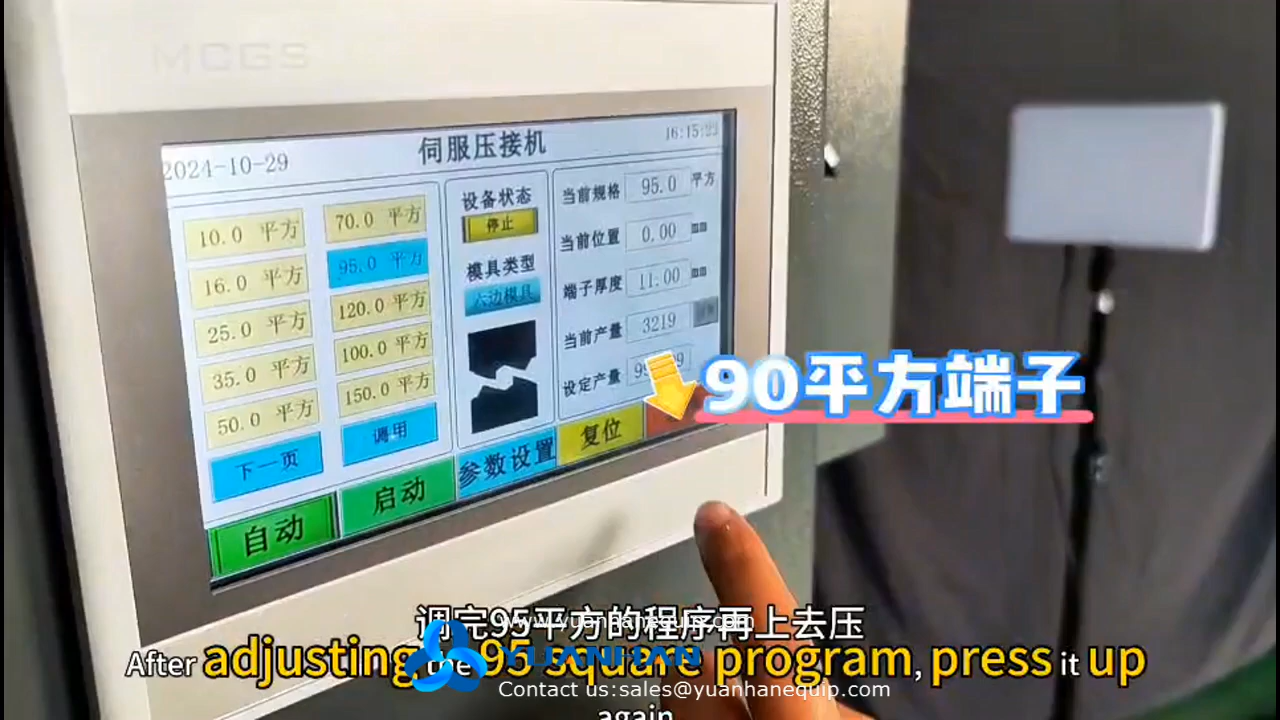 MCGS
2024-10-29
伺服压接机
16:15:23
10.0 平方
16.0 平方
25.0 平方
35.0 平方
50.0 平方
下一页
70.0 平方
95.0 平方
120.0 平方
100.0 平方
150.0 平方
调用
设备状态
停止
模具类型
六边模具
当前规格 95.0 平方
当前位置 0.00 mm
端子厚度 11.00 mm
当前产量 3219
设定产量
自动
启动
参数设置
复位
90平方端子
调完95平方的程序再上去压
www.yuanhanequip.com
After adjusting the 95 square program, press it up
YUANHAN
Contact us:sales@yuanhanequip.com
again